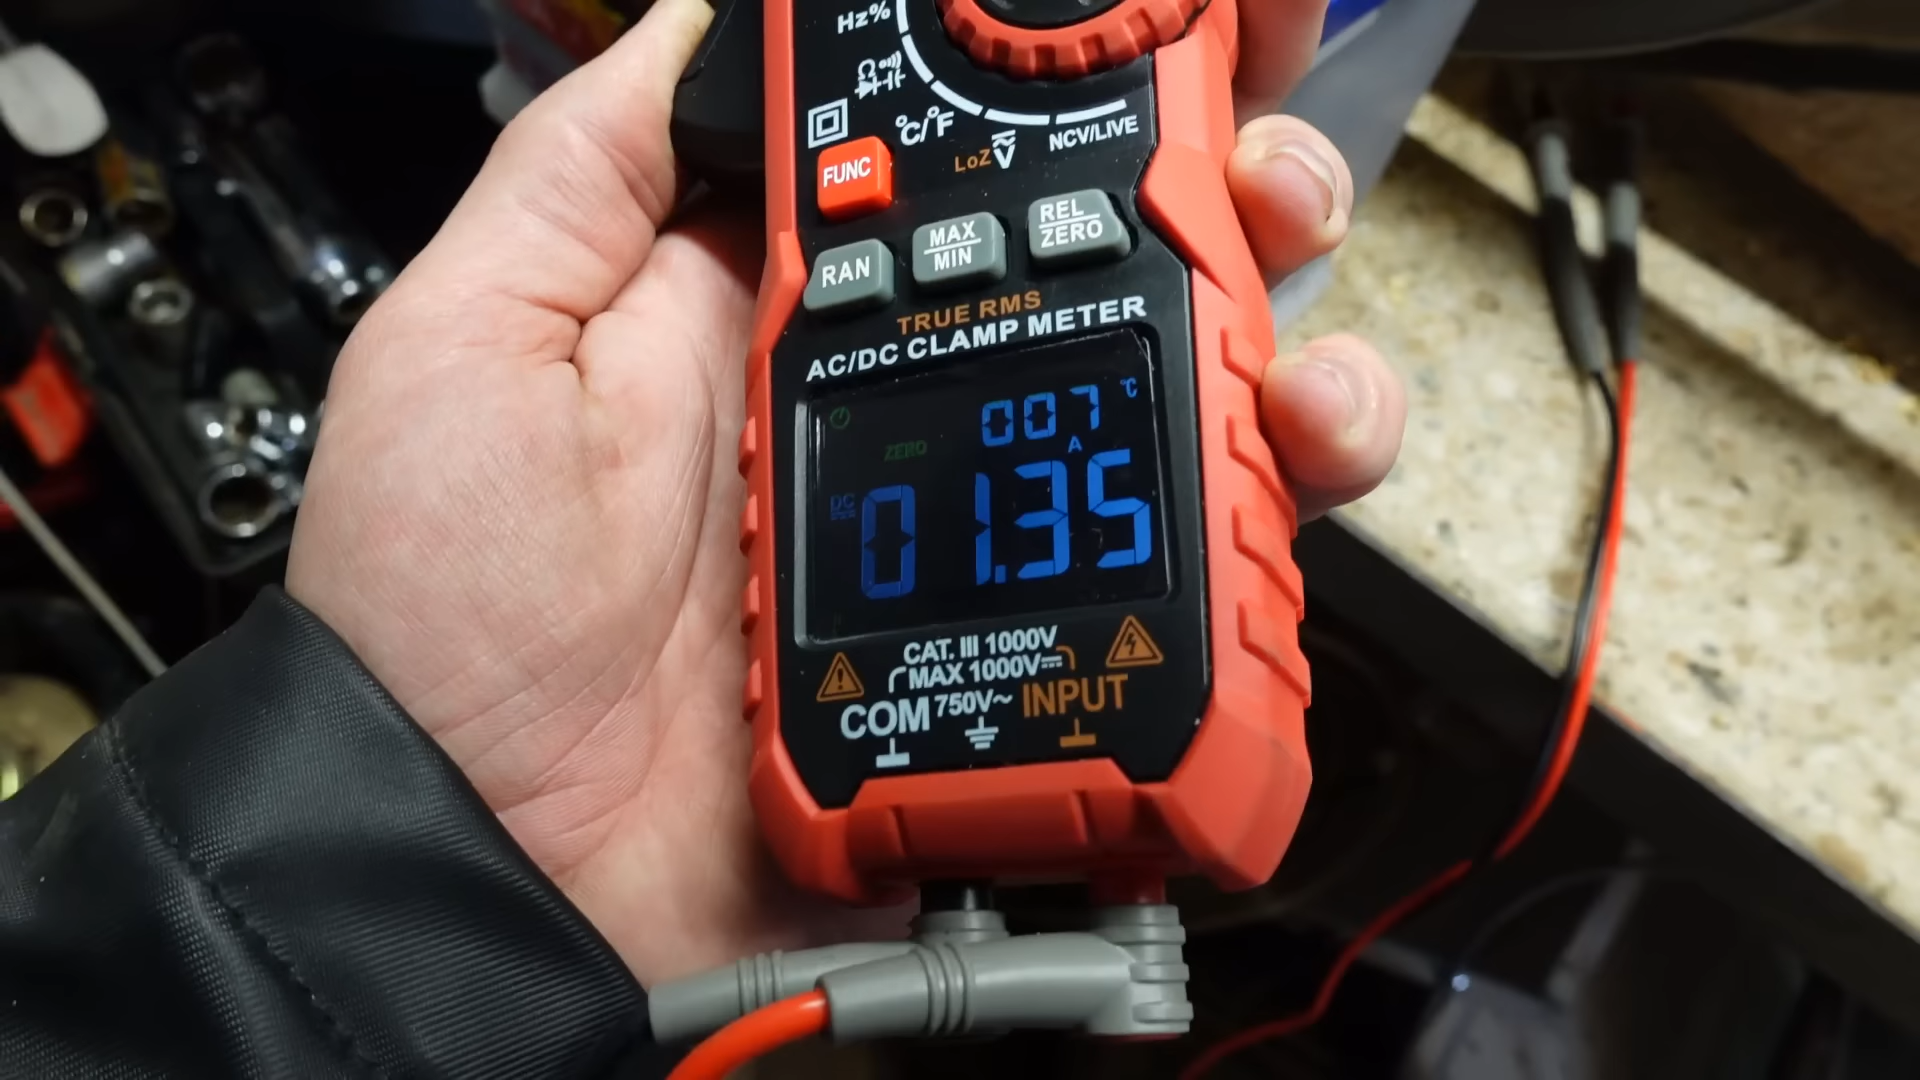 Hz%
°C/°F
LoZ V
NCV/LIVE
FUNC
RAN
MAX
MIN
REL
ZERO
TRUE RMS
AC/DC CLAMP METER
007 °C
ZERO
A
DC
01.35
CAT. III 1000V
MAX 1000V
COM 750V~ INPUT